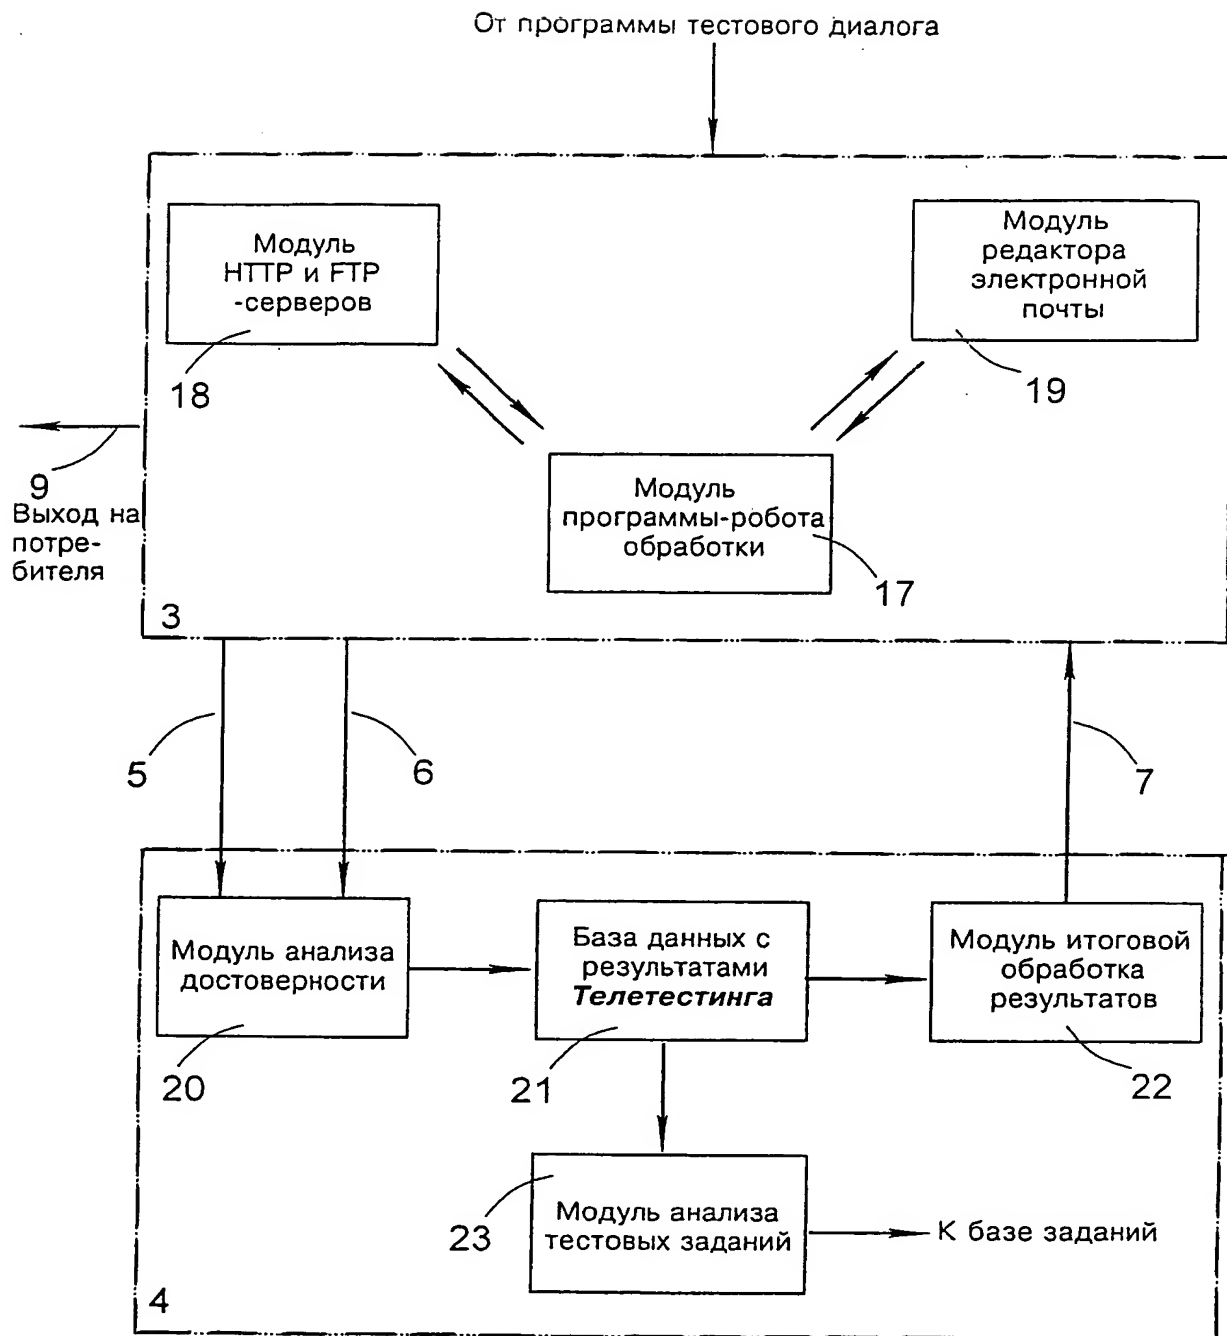 От программы тестового диалога
Модуль
HTTP и FTP
-серверов
18
Модуль
редактора
электронной
почты
19
9
Выход на
потре-
бителя
Модуль
программы-робота
обработки
17
3
5
6
7
Модуль анализа
достоверности
20
База данных с
результатами
Телетестинга
21
Модуль итоговой
обработка
результатов
22
23
Модуль анализа
тестовых заданий
К базе заданий
4